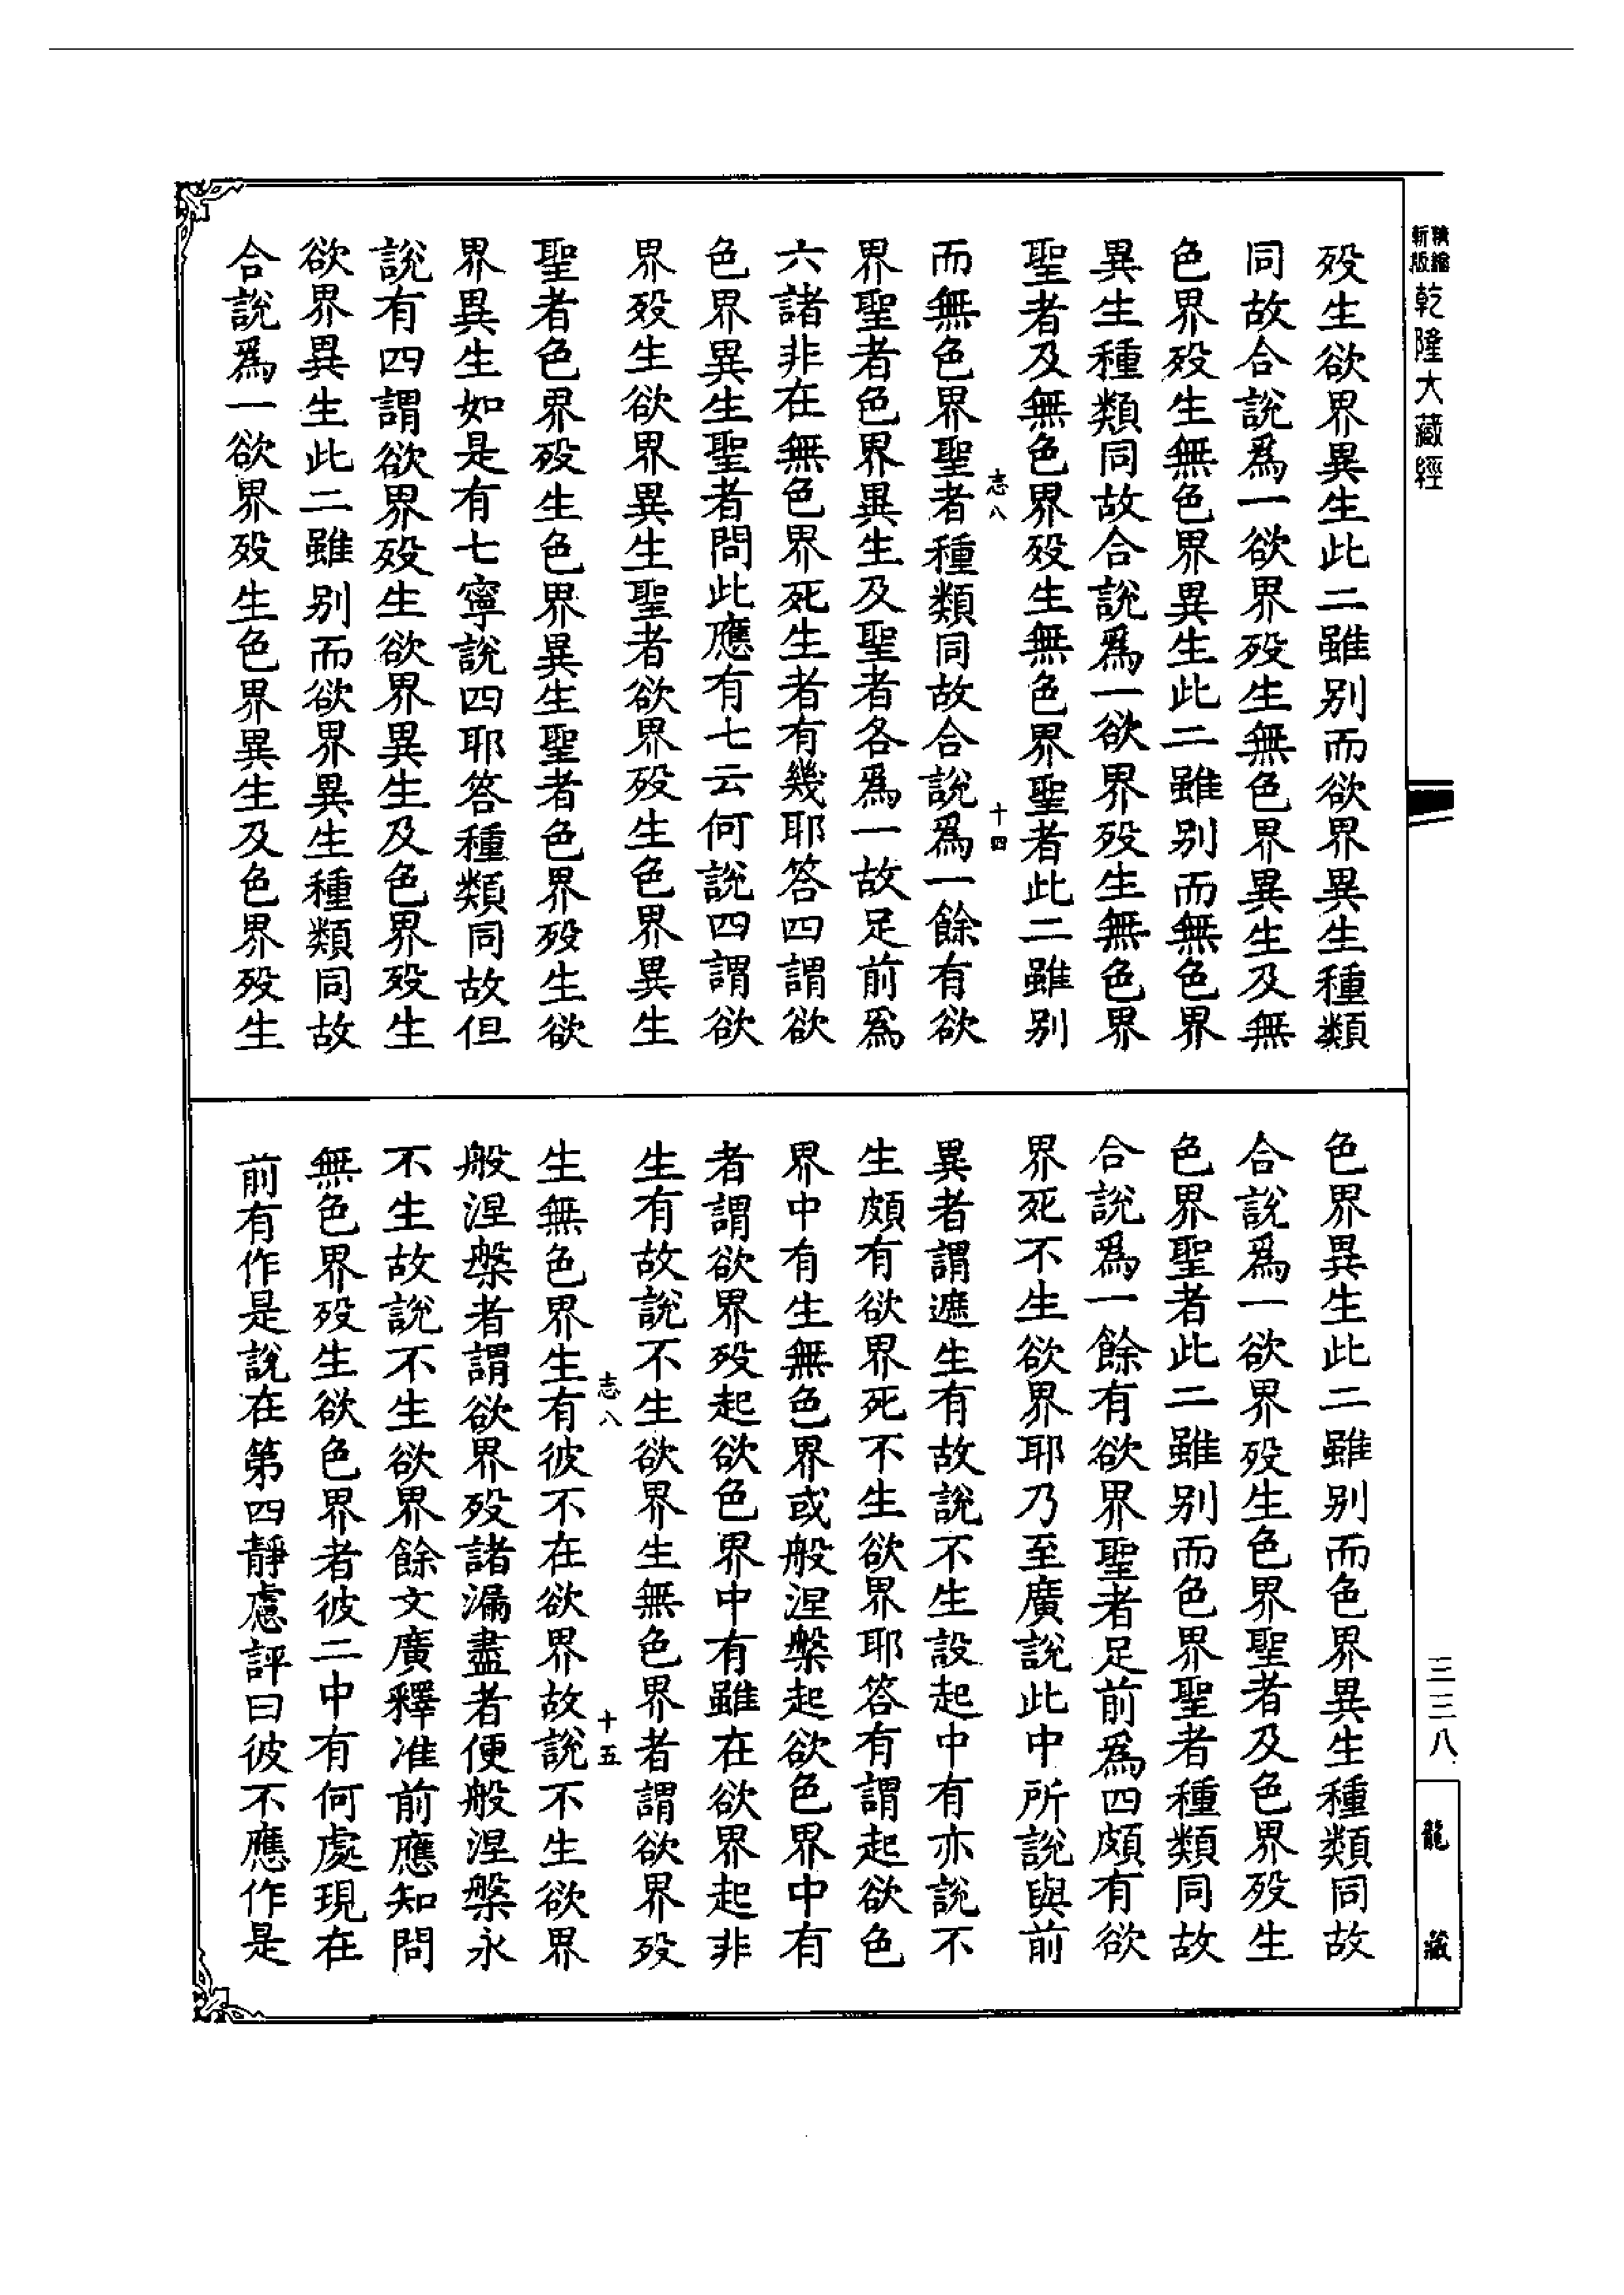 精縮新版乾隆大藏經
歿生欲界異生此二雖别而欲界異生種類
同故合說爲一欲界歿生無色界異生及無
色界歿生無色界異生此二雖别而無色界
異生種類同故合說爲一欲界歿生無色界
聖者及無色界歿生無色界聖者此二雖别
志八 十四
而無色界聖者種類同故合說爲一餘有欲
界聖者色界異生及聖者各爲一故足前爲
六諸非在無色界死生者有幾耶答四謂欲
色界異生聖者問此應有七云何說四謂欲
界歿生欲界異生聖者欲界歿生色界異生
聖者色界歿生色界異生聖者色界歿生欲
界異生如是有七寧說四耶答種類同故但
說有四謂欲界歿生欲界異生及色界歿生
欲界異生此二雖别而欲界異生種類同故
合說爲一欲界歿生色界異生及色界歿生
色界異生此二雖别而色界異生種類同故
合說爲一欲界歿生色界聖者及色界歿生
色界聖者此二雖别而色界聖者種類同故
合說爲一餘有欲界聖者足前爲四頗有欲
界死不生欲界耶乃至廣說此中所說與前
異者謂遮生有故說不生設起中有亦說不
生頗有欲界死不生欲界耶答有謂起欲色
界中有生無色界或般涅槃起欲色界中有
者謂欲界歿起欲色界中有雖在欲界起非
生有故說不生欲界生無色界者謂欲界歿
志八 十五
生無色界生有彼不在欲界故說不生欲界
般涅槃者謂欲界歿諸漏盡者便般涅槃永
不生故說不生欲界餘文廣釋准前應知問
無色界歿生欲色界者彼二中有何處現在
前有作是說在第四靜慮評曰彼不應作是
三三八
龍藏